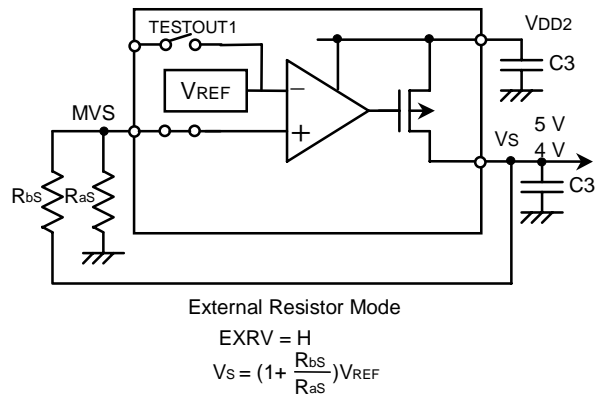 TESTOUT1
VDD2
C3
VREF
−
+
MVS
VS
5 V
4 V
C3
RbS
RaS
External Resistor Mode
EXRV = H
VS = (1+ RbS/RaS)VREF